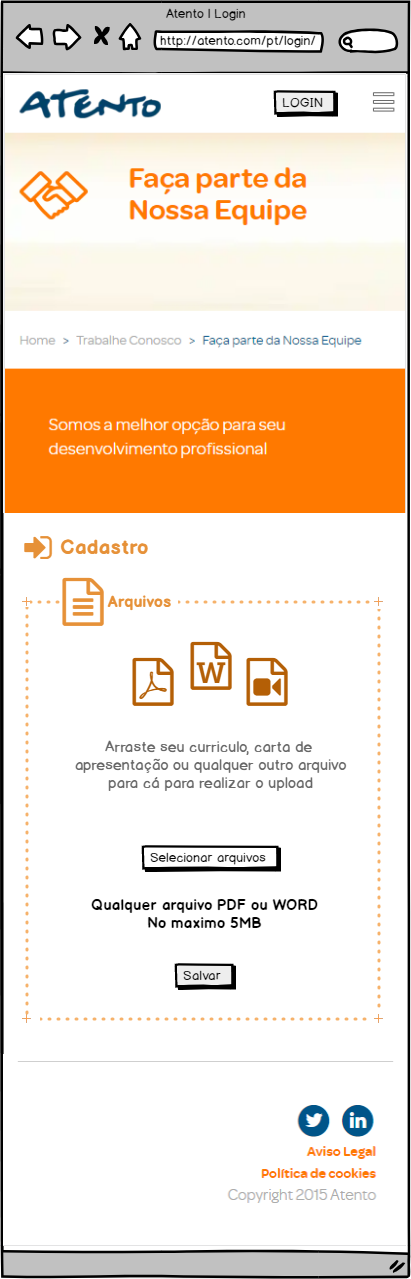 Atento | Login
http://atento.com/pt/login/
ATENTO
LOGIN
Faça parte da
Nossa Equipe
Home > Trabalhe Conosco > Faça parte da Nossa Equipe
Somos a melhor opção para seu
desenvolvimento profissional
Cadastro
Arquivos
W
Arraste seu curriculo, carta de
apresentação ou qualquer outro arquivo
para cá para realizar o upload
Selecionar arquivos
Qualquer arquivo PDF ou WORD
No maximo 5MB
Salvar
in
Aviso Legal
Política de cookies
Copyright 2015 Atento